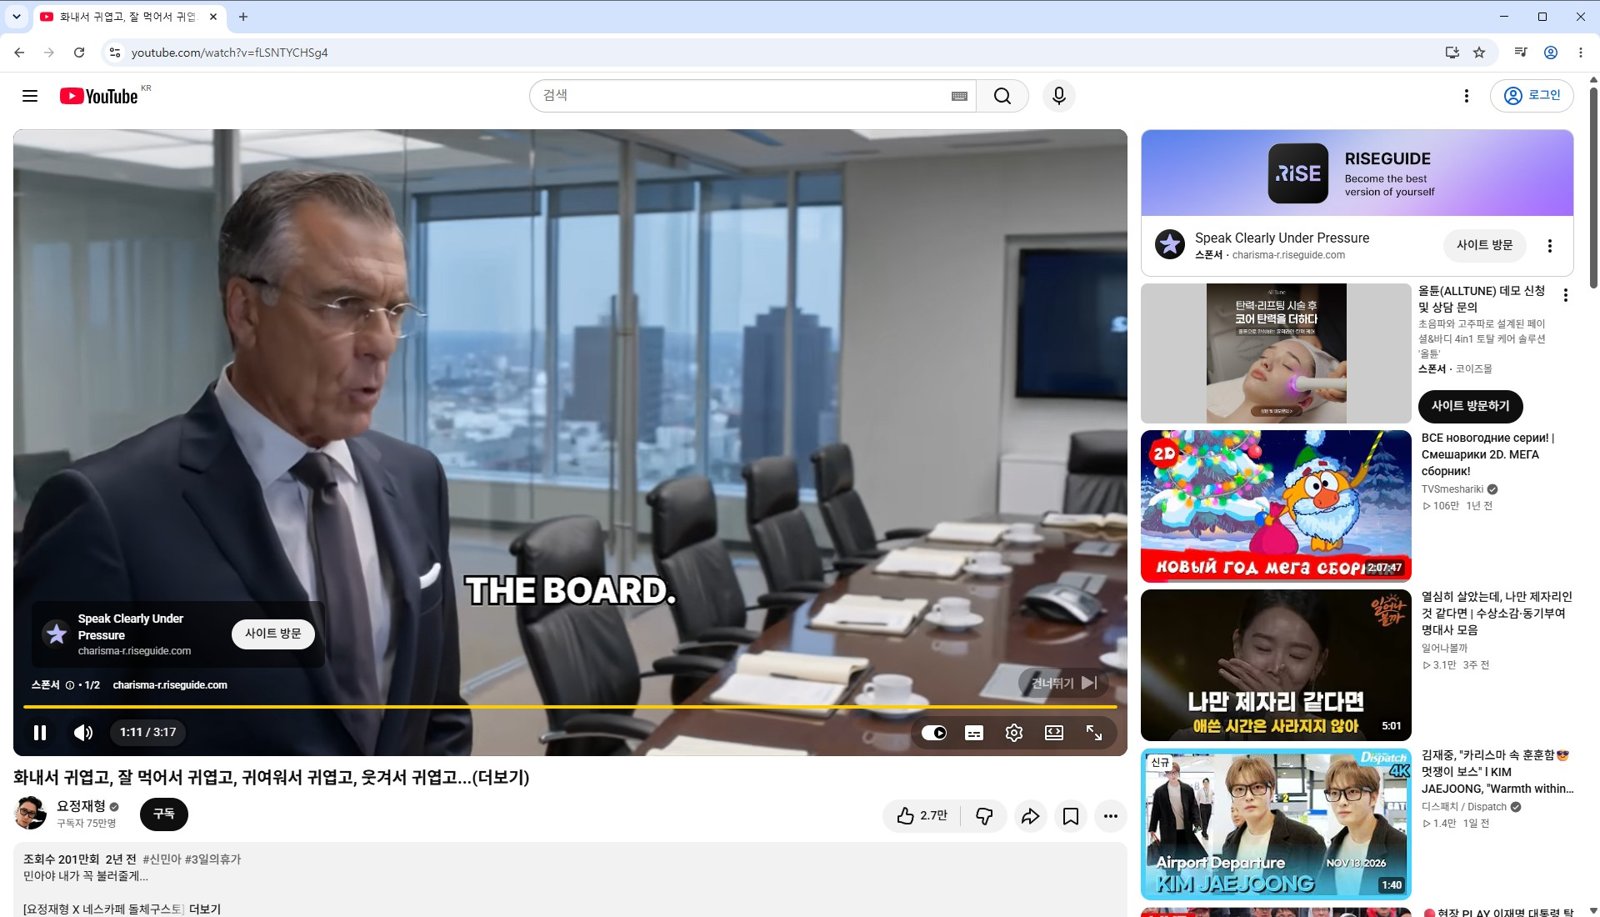 화내서 귀엽고, 잘 먹어서 귀엽
youtube.com/watch?v=fLSNTYCHSg4
YouTube KR
검색
로그인
THE BOARD.
Speak Clearly Under
Pressure
charisma-r.riseguide.com
사이트 방문
스폰서 · 1/2 charisma-r.riseguide.com
건너뛰기
1:11 / 3:17
화내서 귀엽고, 잘 먹어서 귀엽고, 귀여워서 귀엽고, 웃겨서 귀엽고...(더보기)
요정재형
구독자 75만명
구독
2.7만
조회수 201만회 2년 전 #신민아 #3일의휴가
민아야 내가 꼭 불러줄게...
[요정재형 X 네스카페 돌체구스토] 더보기
RISE
RISEGUIDE
Become the best
version of yourself
Speak Clearly Under Pressure
스폰서 · charisma-r.riseguide.com
사이트 방문
AllTune
탄력·리프팅 시술 후
코어 탄력을 더하다
올튠(ALLTUNE) 데모 신청
및 상담 문의
초음파와 고주파로 설계된 페이
셜&바디 4in1 토탈 케어 솔루션
'올튠'
스폰서 · 코이즈몰
사이트 방문하기
2D
НОВЫЙ ГОД МЕГА СБОР
2:07:47
ВСЕ новогодние серии! |
Смешарики 2D. МЕГА
сборник!
TVSmeshariki
106만 1년 전
일어나
볼까
나만 제자리 같다면
애쓴 시간은 사라지지 않아
5:01
열심히 살았는데, 나만 제자리인
것 같다면 | 수상소감·동기부여
명대사 모음
일어나볼까
3.1만 3주 전
신규
Dispatch
4K
Airport Departure
NOV 13, 2026
KIM JAEJOONG
1:40
김재중, "카리스마 속 훈훈함😎
멋쟁이 보스" l KIM
JAEJOONG, "Warmth within...
디스패치 / Dispatch
1.4만 1일 전
현장 PLAY 이재명 대통령 탁